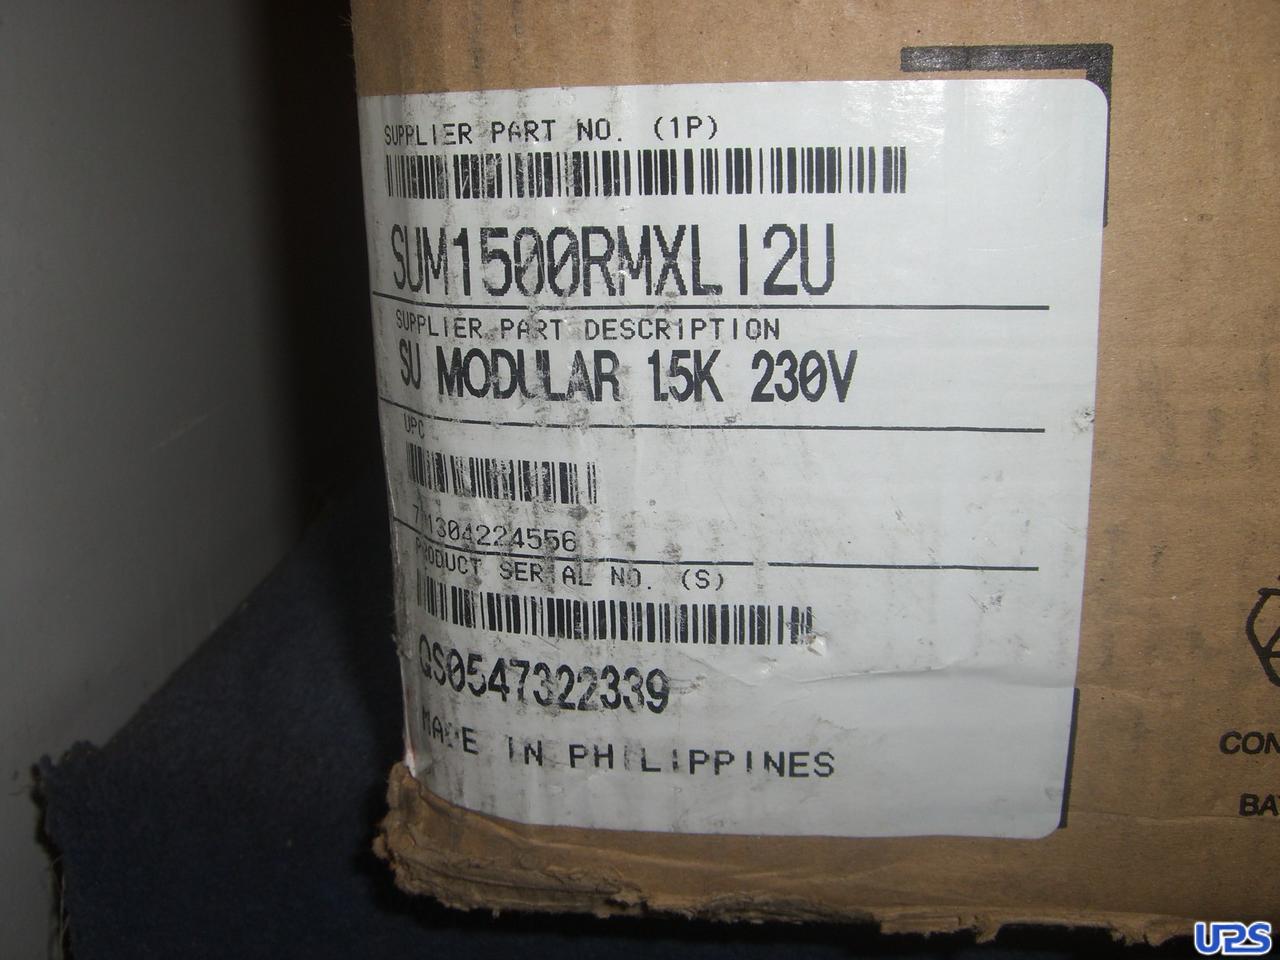 SUPPLIER PART NO. (1P)
SUM1500RMXLI2U
SUPPLIER PART DESCRIPTION
SU MODULAR 1.5K 230V
UPC
731304224556
PRODUCT SERIAL NO. (S)
QS0547322339
MADE IN PHILIPPINES
CON
BA
UPS